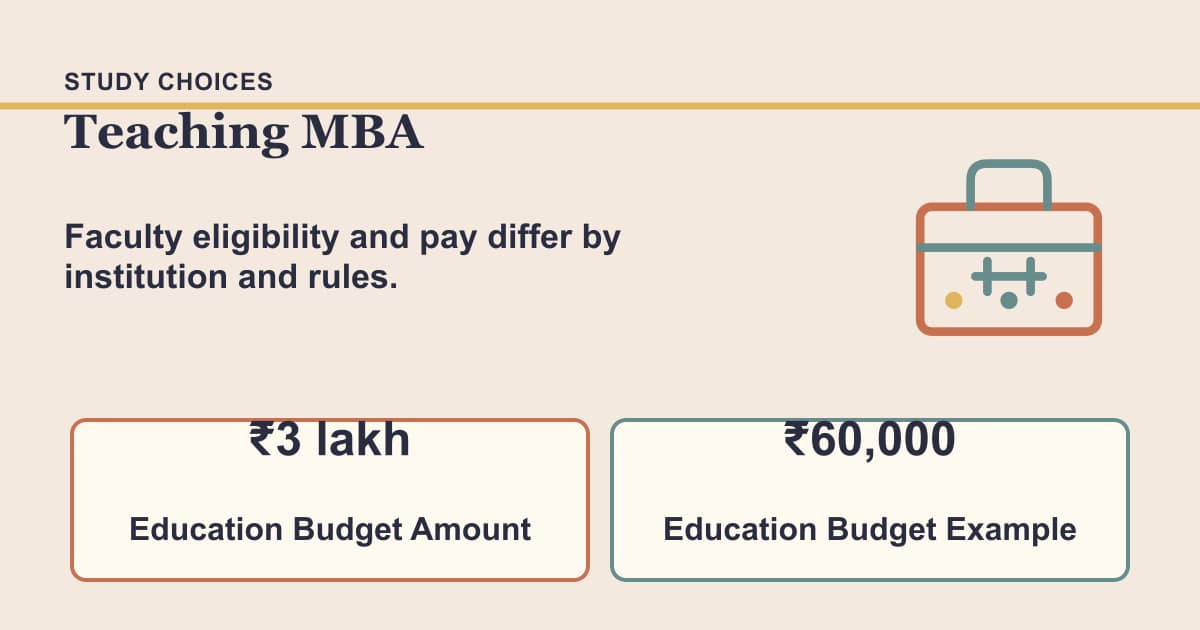 STUDY CHOICES
Teaching MBA
Faculty eligibility and pay differ by
institution and rules.
₹3 lakh
Education Budget Amount
₹60,000
Education Budget Example